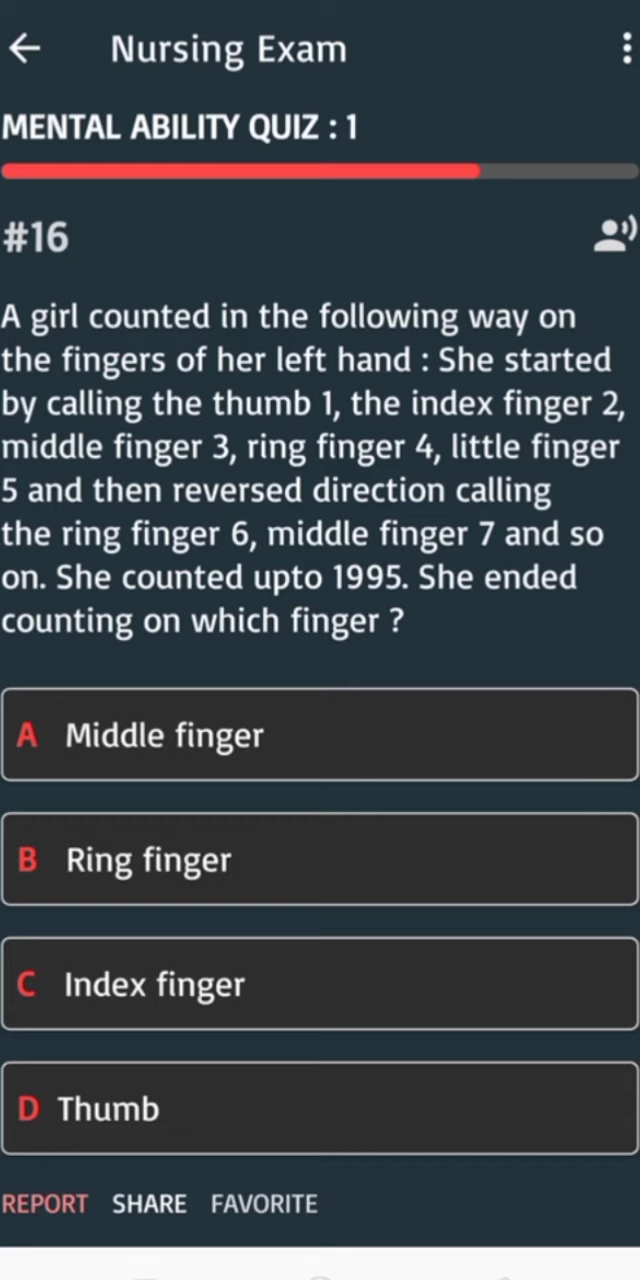 Nursing Exam
MENTAL ABILITY QUIZ : 1
#16
A girl counted in the following way on
the fingers of her left hand : She started
by calling the thumb 1, the index finger 2,
middle finger 3, ring finger 4, little finger
5 and then reversed direction calling
the ring finger 6, middle finger 7 and so
on. She counted upto 1995. She ended
counting on which finger ?
A Middle finger
B Ring finger
C Index finger
D Thumb
REPORT SHARE FAVORITE